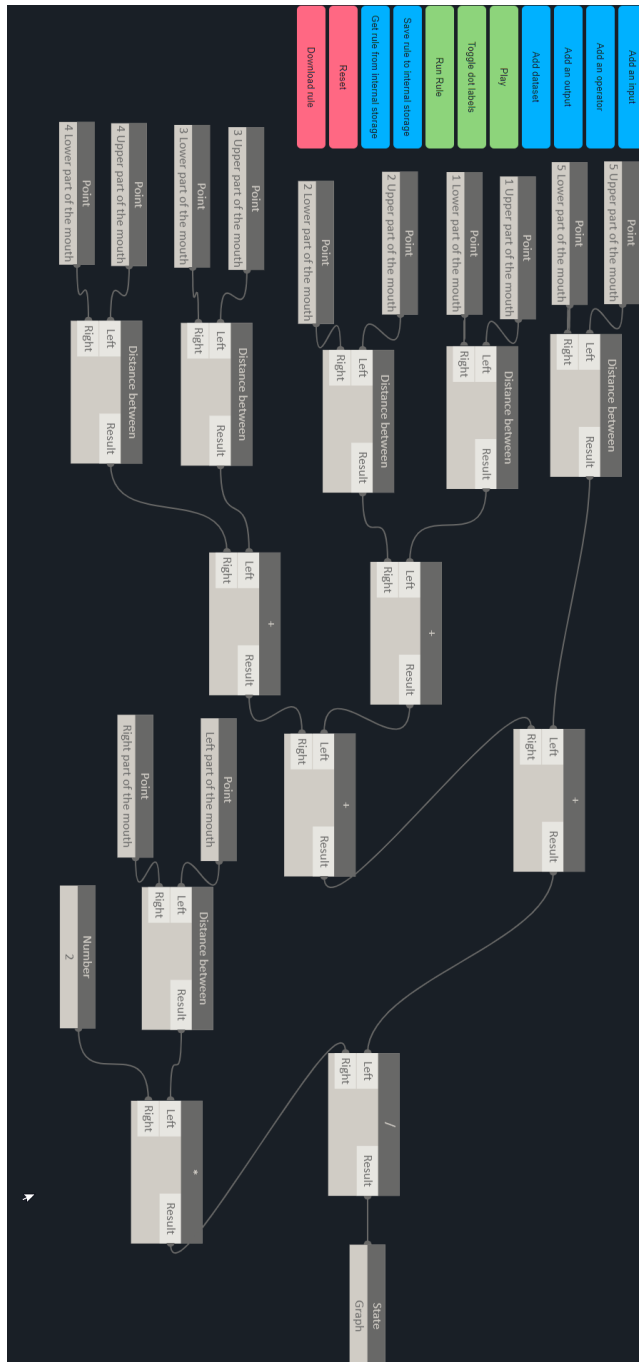 Add an input
Add an operator
Add an output
Add dataset
Play
Toggle dot labels
Run Rule
Save rule to internal storage
Get rule from internal storage
Reset
Download rule
Point
5 Upper part of the mouth
Point
5 Lower part of the mouth
Distance between
Left
Right
Result
Point
1 Upper part of the mouth
Point
1 Lower part of the mouth
Distance between
Left
Right
Result
Point
2 Upper part of the mouth
Point
2 Lower part of the mouth
Distance between
Left
Right
Result
Point
3 Upper part of the mouth
Point
3 Lower part of the mouth
Distance between
Left
Right
Result
Point
4 Upper part of the mouth
Point
4 Lower part of the mouth
Distance between
Left
Right
Result
+
Left
Right
Result
+
Left
Right
Result
+
Left
Right
Result
+
Left
Right
Result
Point
Left part of the mouth
Point
Right part of the mouth
Distance between
Left
Right
Result
Number
2
*
Left
Right
Result
/
Left
Right
Result
State
Graph